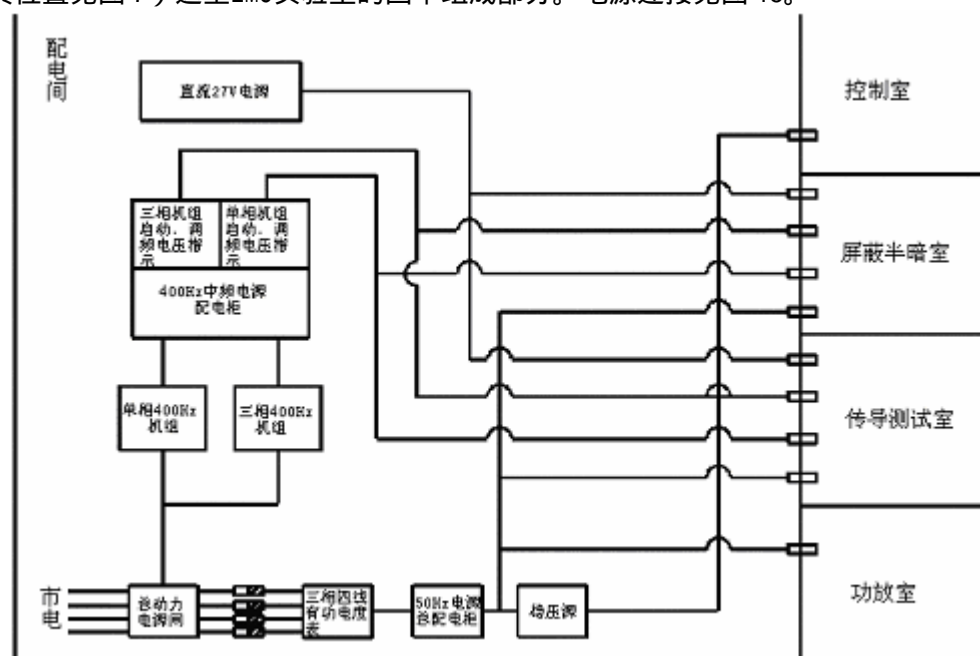 配
电
间
直流27V电源
控制室
三相机组
启动、调
频电压指
示
单相机组
启动、调
频电压指
示
屏蔽半暗室
400Hz中频电源
配电柜
单相400Hz
机组
三相400Hz
机组
传导测试室
市
电
总动力
电源网
三相四线
有功电度
表
50Hz电源
总配电柜
稳压源
功放室